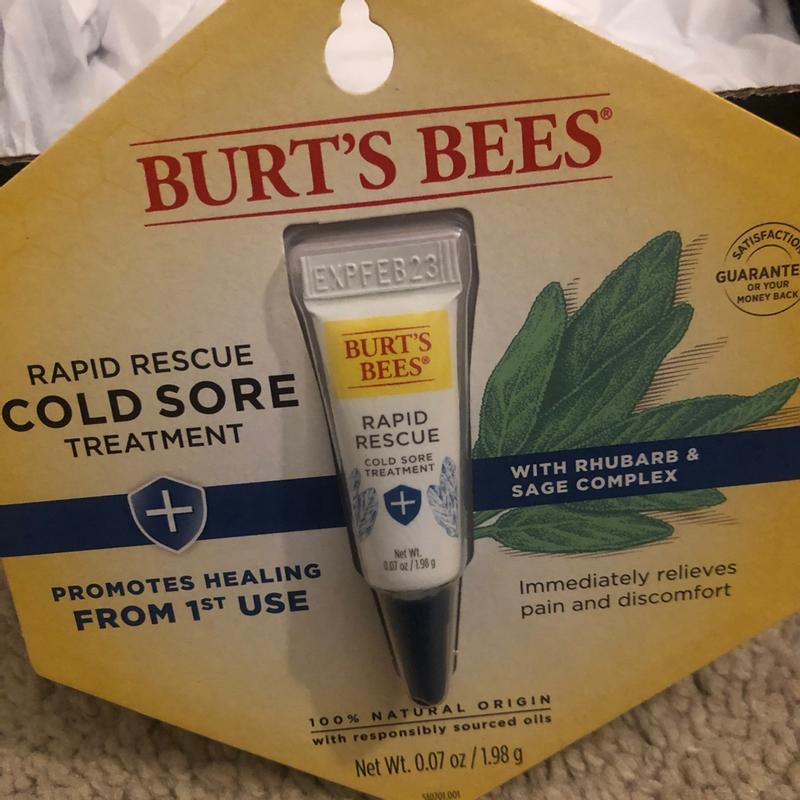 BURT'S BEES®
EXPFEB23
BURT'S
BEES®
RAPID
RESCUE
COLD SORE
TREATMENT
Net Wt.
0.07 oz / 1.98 g
RAPID RESCUE
COLD SORE
TREATMENT
PROMOTES HEALING
FROM 1ST USE
SATISFACTION
GUARANTE
OR YOUR
MONEY BACK
WITH RHUBARB &
SAGE COMPLEX
Immediately relieves
pain and discomfort
100% NATURAL ORIGIN
with responsibly sourced oils
Net Wt. 0.07 oz / 1.98 g